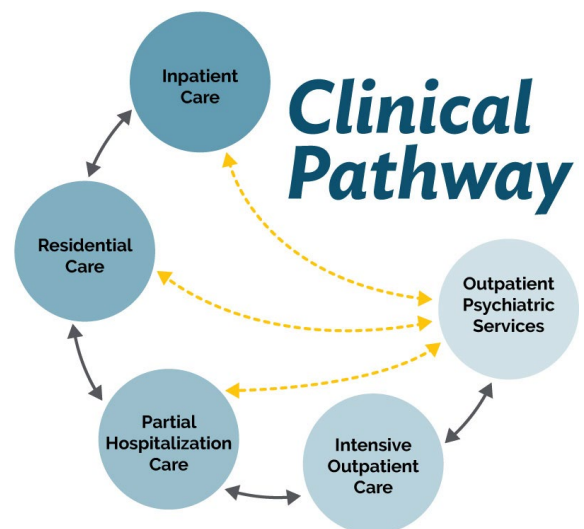 Clinical
Pathway
Inpatient
Care
Residential
Care
Outpatient
Psychiatric
Services
Partial
Hospitalization
Care
Intensive
Outpatient
Care